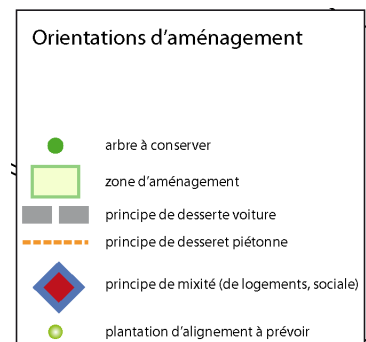 Orientations d'aménagement
arbre à conserver
zone d'aménagement
principe de desserte voiture
principe de desseret piétonne
principe de mixité (de logements, sociale)
plantation d'alignement à prévoir